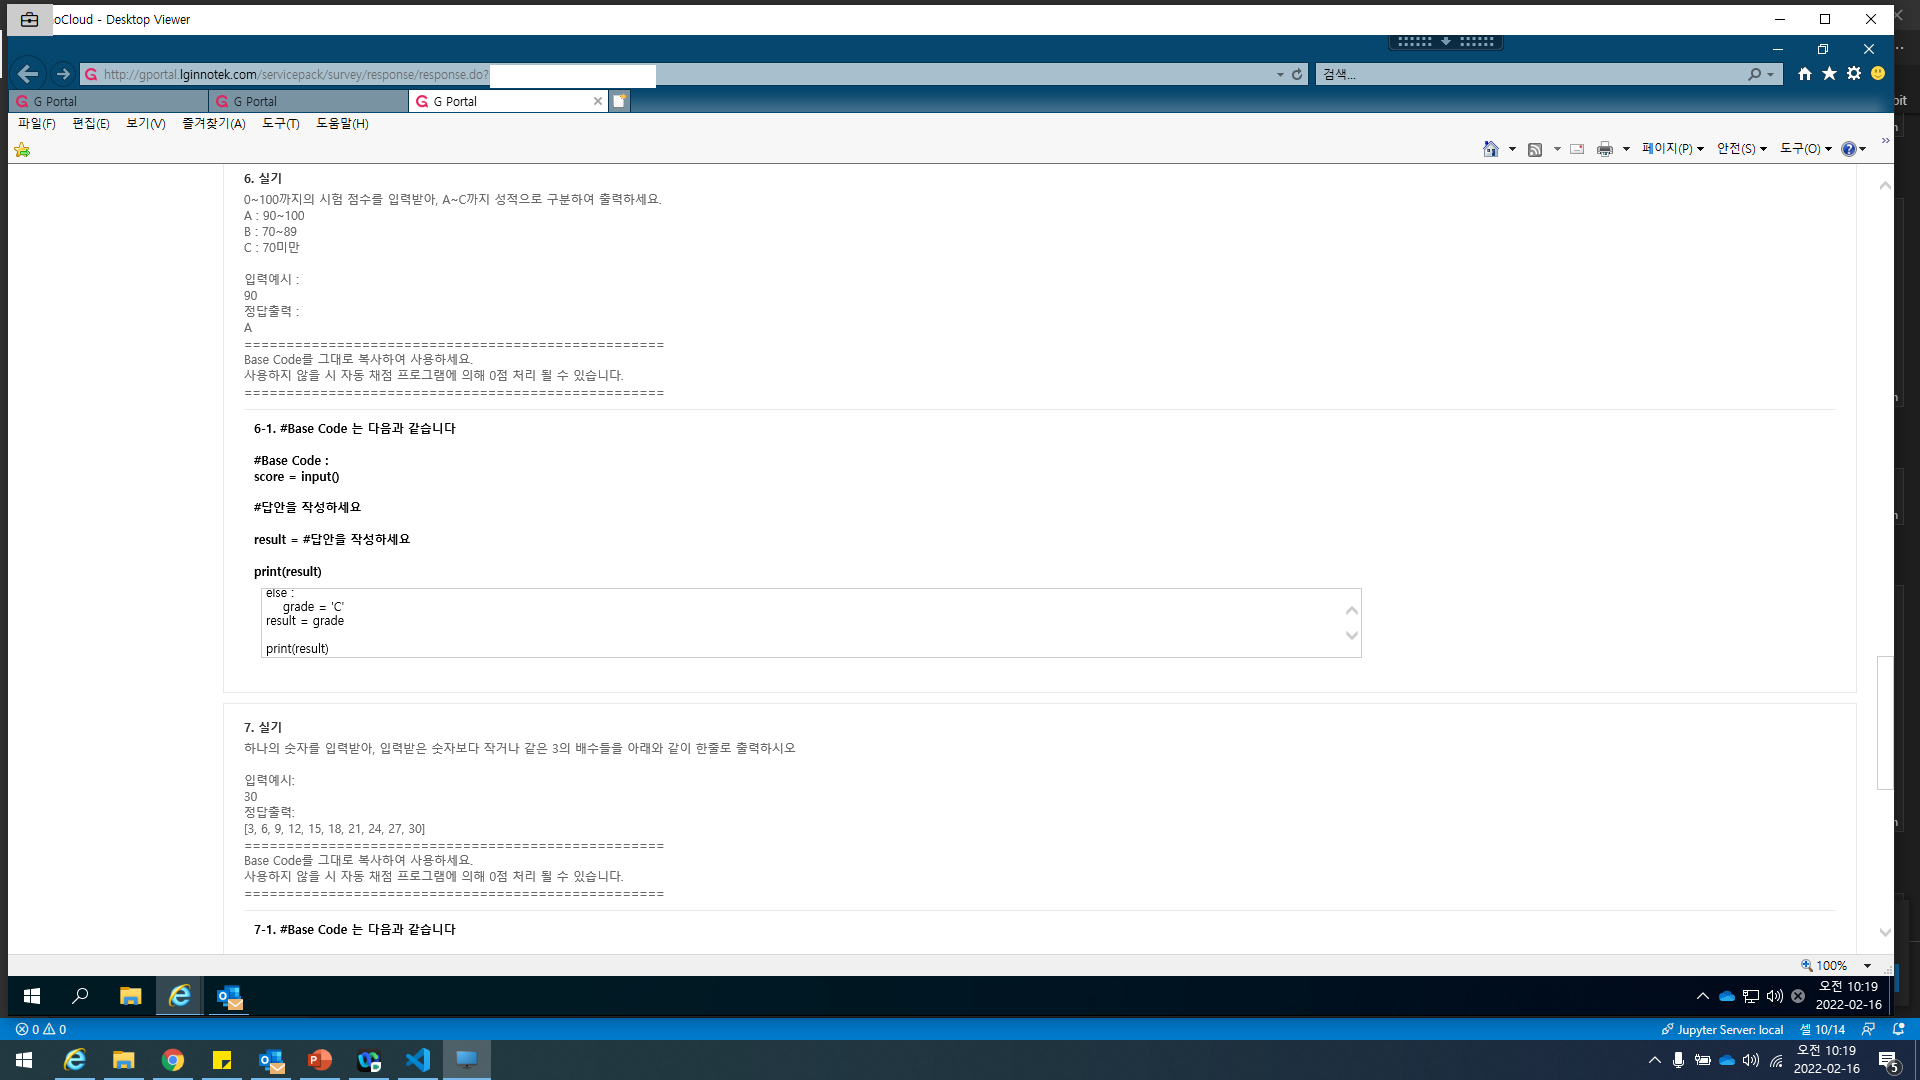 oCloud - Desktop Viewer
http://gportal.lginnotek.com/servicepack/survey/response/response.do?
검색...
G Portal
G Portal
G Portal
파일(F) 편집(E) 보기(V) 즐겨찾기(A) 도구(T) 도움말(H)
페이지(P) 안전(S) 도구(O)
6. 실기
0~100까지의 시험 점수를 입력받아, A~C까지 성적으로 구분하여 출력하세요.
A : 90~100
B : 70~89
C : 70미만
입력예시 :
90
정답출력 :
A
==================================================
Base Code를 그대로 복사하여 사용하세요.
사용하지 않을 시 자동 채점 프로그램에 의해 0점 처리 될 수 있습니다.
==================================================
6-1. #Base Code 는 다음과 같습니다
#Base Code :
score = input()
#답안을 작성하세요
result = #답안을 작성하세요
print(result)
else :
grade = 'C'
result = grade
print(result)
7. 실기
하나의 숫자를 입력받아, 입력받은 숫자보다 작거나 같은 3의 배수들을 아래와 같이 한줄로 출력하시오
입력예시:
30
정답출력:
[3, 6, 9, 12, 15, 18, 21, 24, 27, 30]
==================================================
Base Code를 그대로 복사하여 사용하세요.
사용하지 않을 시 자동 채점 프로그램에 의해 0점 처리 될 수 있습니다.
==================================================
7-1. #Base Code 는 다음과 같습니다
100%
오전 10:19
2022-02-16
0 0
Jupyter Server: local 셀 10/14
오전 10:19
2022-02-16
5